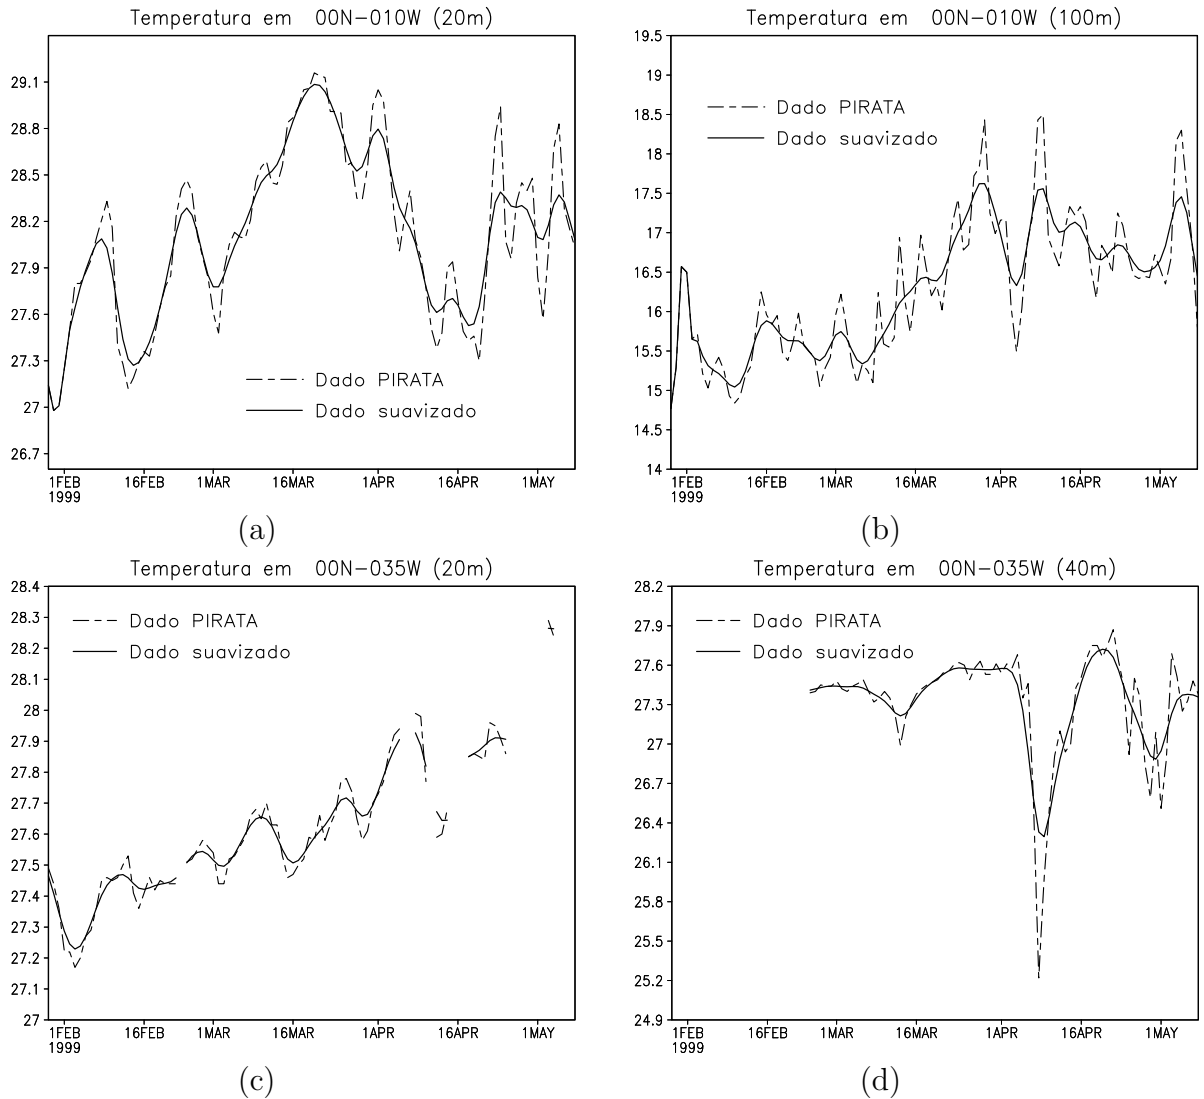 Temperatura em 00N-010W (20m)
29.1
28.8
28.5
28.2
27.9
27.6
27.3
27
26.7
Dado PIRATA
Dado suavizado
1FEB 16FEB 1MAR 16MAR 1APR 16APR 1MAY
1999
(a)
Temperatura em 00N-010W (100m)
19.5
19
18.5
18
17.5
17
16.5
16
15.5
15
14.5
14
Dado PIRATA
Dado suavizado
1FEB 16FEB 1MAR 16MAR 1APR 16APR 1MAY
1999
(b)
Temperatura em 00N-035W (20m)
28.4
28.3
28.2
28.1
28
27.9
27.8
27.7
27.6
27.5
27.4
27.3
27.2
27.1
27
Dado PIRATA
Dado suavizado
1FEB 16FEB 1MAR 16MAR 1APR 16APR 1MAY
1999
(c)
Temperatura em 00N-035W (40m)
28.2
27.9
27.6
27.3
27
26.7
26.4
26.1
25.8
25.5
25.2
24.9
Dado PIRATA
Dado suavizado
1FEB 16FEB 1MAR 16MAR 1APR 16APR 1MAY
1999
(d)